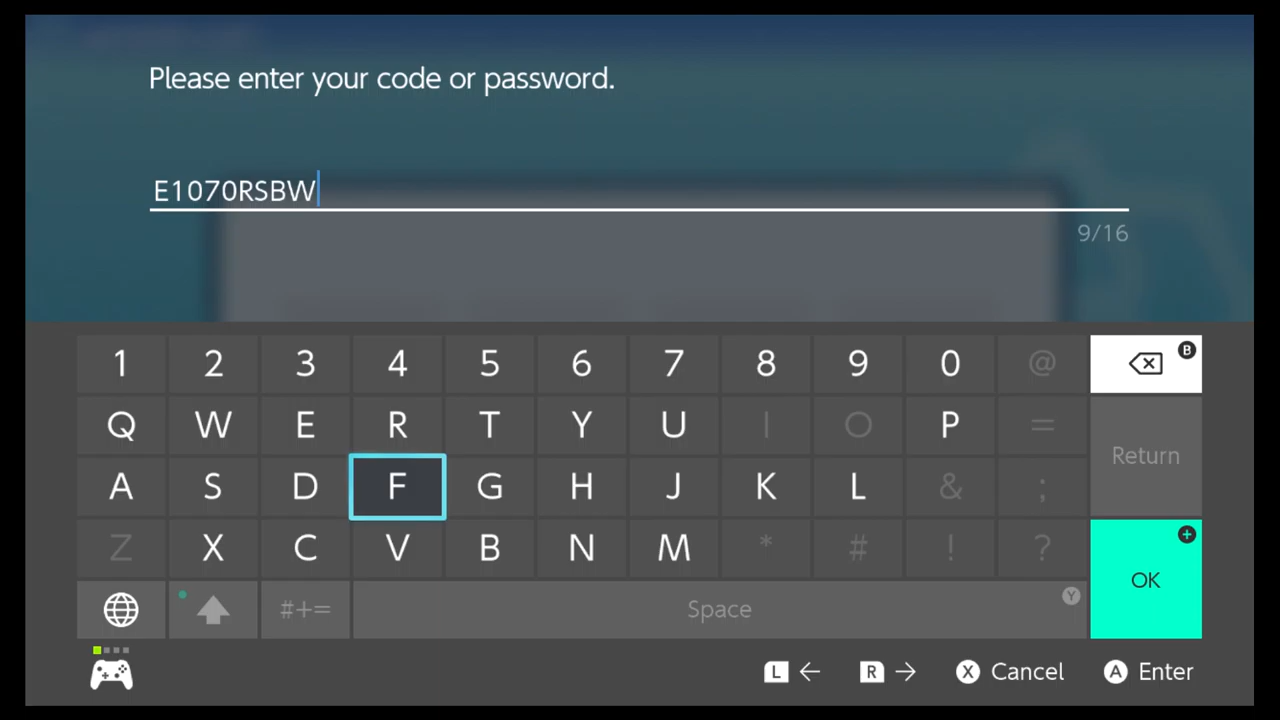 Please enter your code or password.
E1070RSBW
9/16
1 2 3 4 5 6 7 8 9 0 @ B
Q W E R T Y U I O P = Return
A S D F G H J K L & ;
Z X C V B N M * # ! ? + OK
#+= Space Y
L ← R → X Cancel A Enter